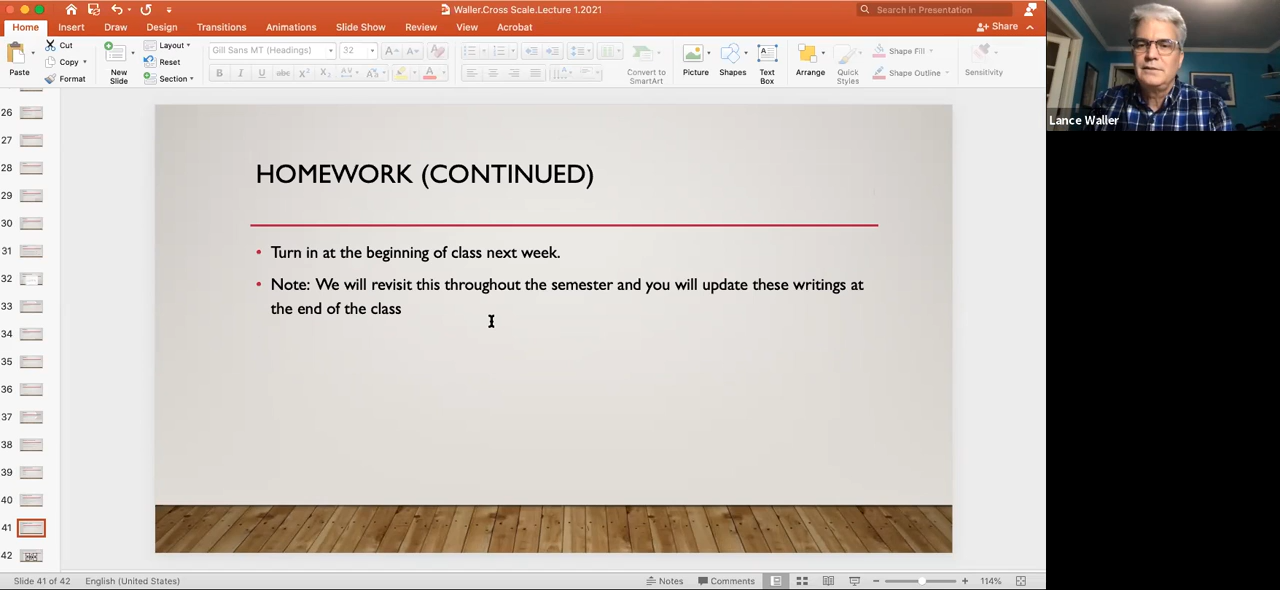 Waller.Cross Scale.Lecture 1.2021
Search in Presentation
Home Insert Draw Design Transitions Animations Slide Show Review View Acrobat
Share
Paste
Cut
Copy
Format
New
Slide
Layout
Reset
Section
Gill Sans MT (Headings) 32
Convert to
SmartArt
Picture
Shapes
Text
Box
Arrange
Quick
Styles
Shape Fill
Shape Outline
Sensitivity
Lance Waller
26
27
28
29
30
31
32
33
34
35
36
37
38
39
40
41
42
HOMEWORK (CONTINUED)
• Turn in at the beginning of class next week.
• Note: We will revisit this throughout the semester and you will update these writings at
the end of the class
Slide 41 of 42 English (United States) Notes Comments 114%